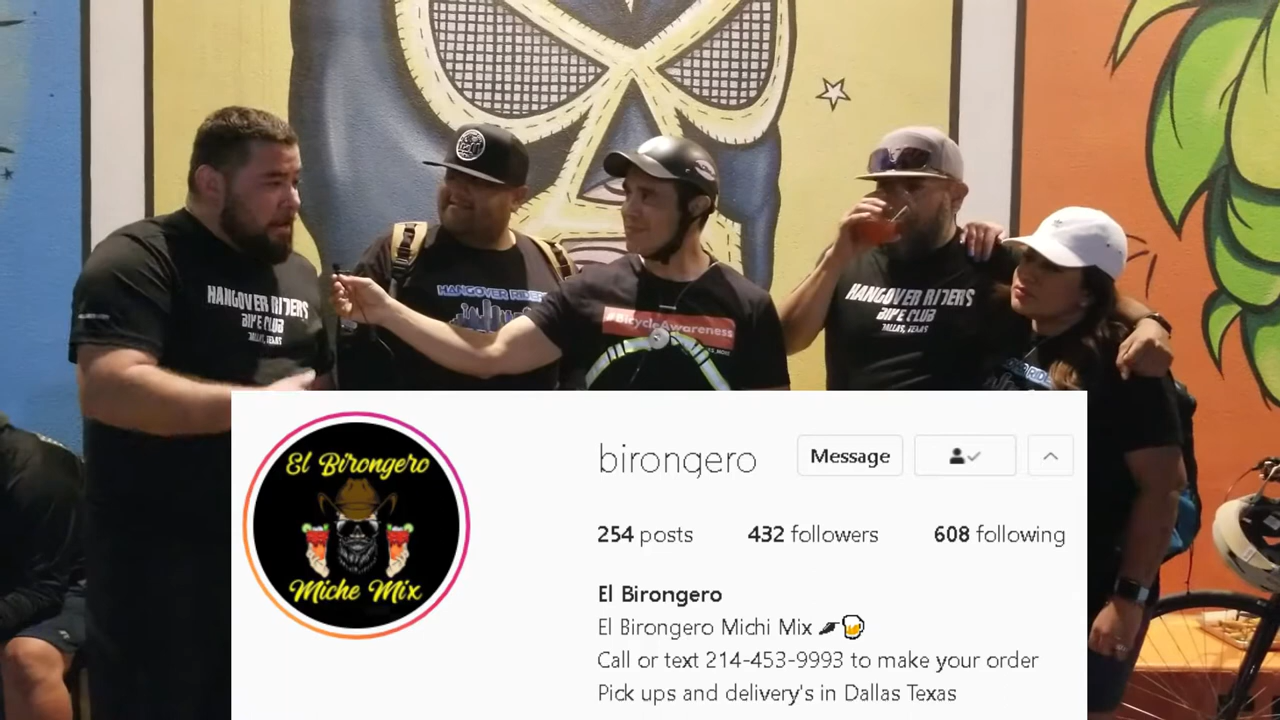 HANGOVER RIDERS
BIKE CLUB
DALLAS, TEXAS
HANGOVER RIDERS
#BicycleAwareness
HANGOVER RIDERS
BIKE CLUB
DALLAS, TEXAS
El Birongero
Miche Mix
birongero
Message
254 posts 432 followers 608 following
El Birongero
El Birongero Michi Mix
Call or text 214-453-9993 to make your order
Pick ups and delivery's in Dallas Texas